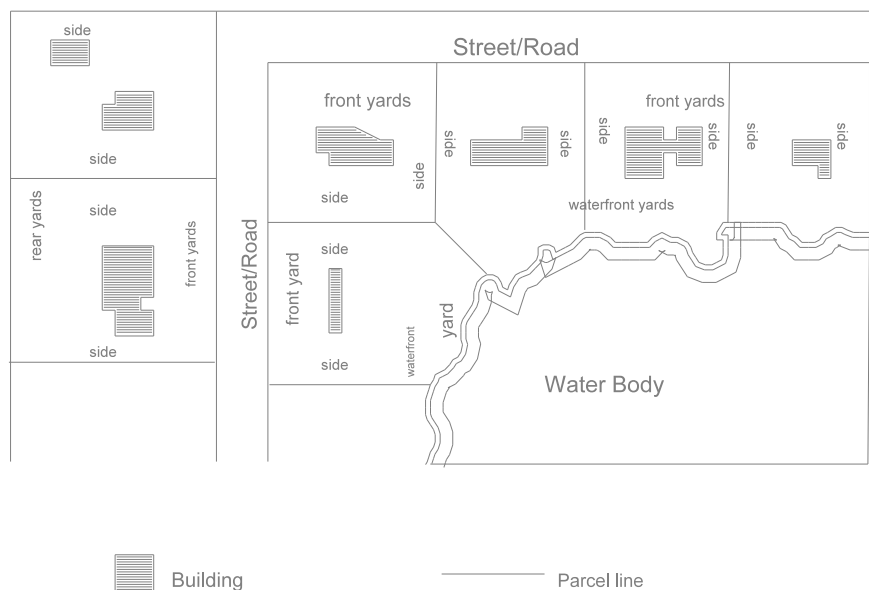 side
Street/Road
front yards
front yards
side
side
side
side
side
side
side
side
side
rear yards
side
front yards
side
waterfront yards
Street/Road
front yard
side
waterfront
yard
side
side
Water Body
Building
Parcel line